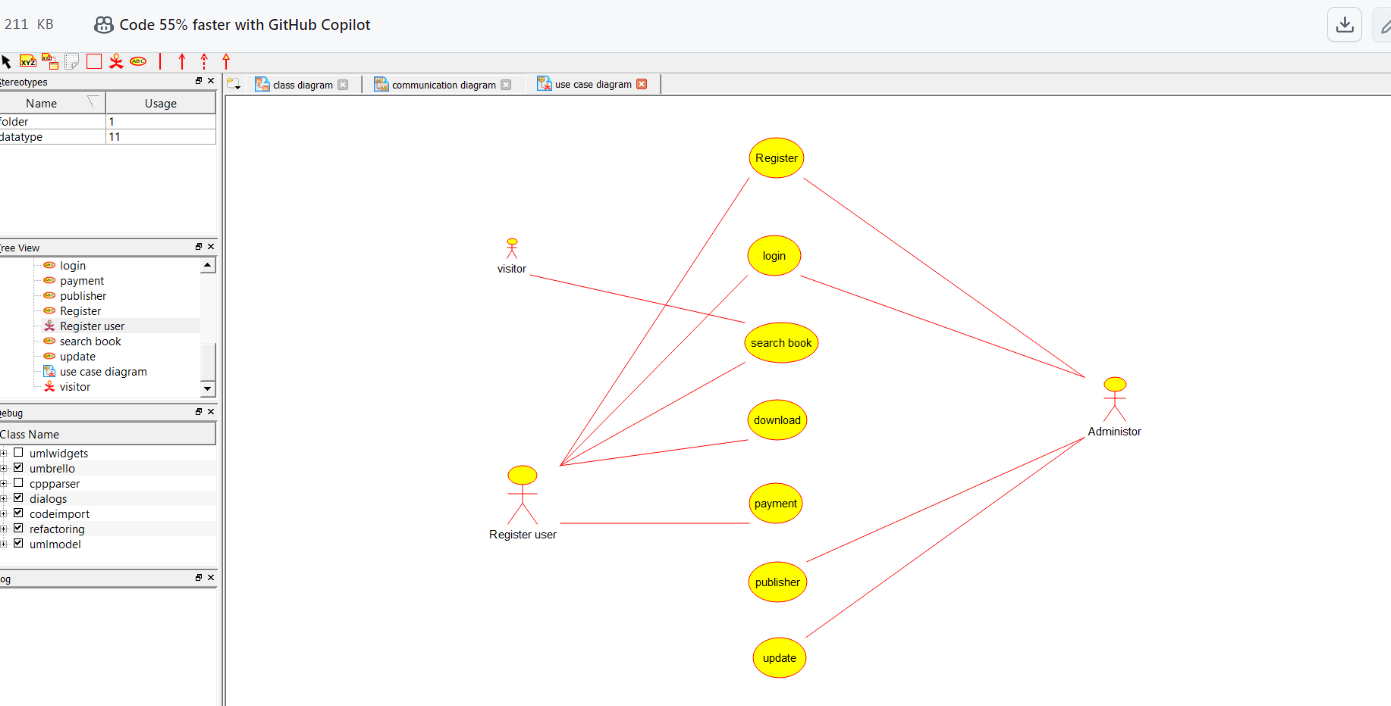 211 KB
Code 55% faster with GitHub Copilot
XYZ
ABC
tereotypes
Name Usage
folder 1
datatype 11
class diagram
communication diagram
use case diagram
ree View
login
payment
publisher
Register
Register user
search book
update
use case diagram
visitor
ebug
Class Name
umlwidgets
umbrello
cppparser
dialogs
codeimport
refactoring
umlmodel
og
Register
visitor
login
search book
download
Administor
Register user
payment
publisher
update